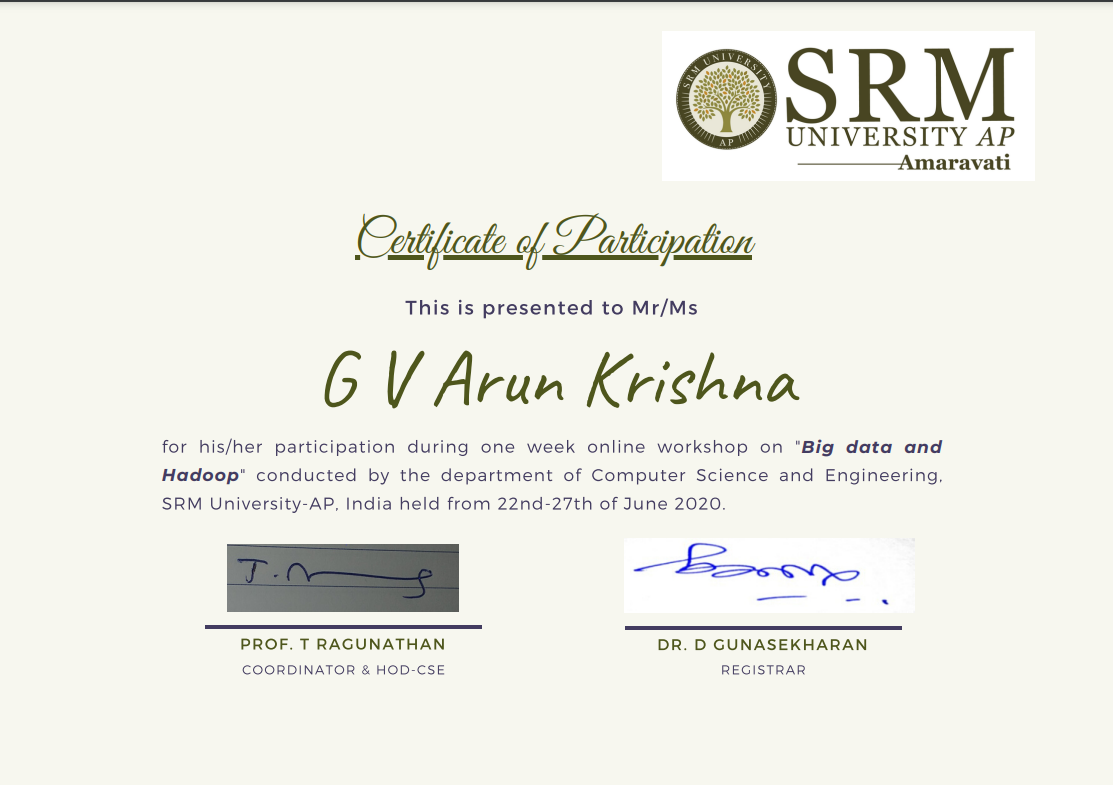 SRM UNIVERSITY
AP
SRM
UNIVERSITY AP
Amaravati
Certificate of Participation
This is presented to Mr/Ms
G V Arun Krishna
for his/her participation during one week online workshop on "Big data and
Hadoop" conducted by the department of Computer Science and Engineering,
SRM University-AP, India held from 22nd-27th of June 2020.
PROF. T RAGUNATHAN
COORDINATOR & HOD-CSE
DR. D GUNASEKHARAN
REGISTRAR